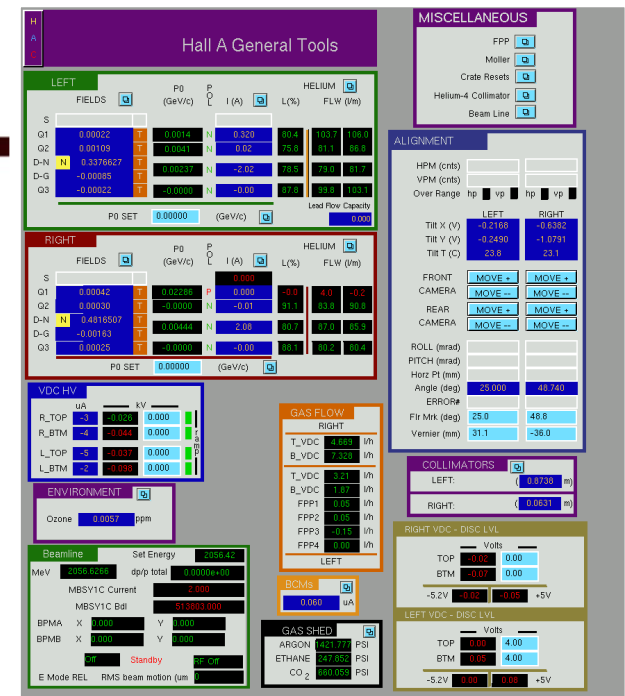 H
A
C
Hall A General Tools
MISCELLANEOUS
FPP
Moller
Crate Resets
Helium-4 Collimator
Beam Line
LEFT
FIELDS P0 (GeV/c) POL I (A) L(%) HELIUM FLW (l/m)
S
Q1 0.00022 T 0.0014 N 0.320 80.4 103.7 106.0
Q2 0.00109 T 0.0041 N 0.02 75.8 81.1 86.8
D-N N 0.3376627 T 0.00237 N -2.02 78.5 79.0 81.7
D-G -0.00085 T
Q3 -0.00022 T -0.0000 N -0.00 87.8 99.8 103.1
Lead Flow Capacity
P0 SET 0.00000 (GeV/c) 0.000
RIGHT
FIELDS P0 (GeV/c) POL I (A) L(%) HELIUM FLW (l/m)
S 0.000
Q1 0.00042 T 0.02286 P 0.000 -0.0 4.0 -0.2
Q2 0.00030 T -0.0000 N -0.01 91.1 83.8 90.8
D-N N 0.4816507 T 0.00444 N 2.08 80.7 87.0 85.9
D-G -0.00163 T
Q3 0.00025 T -0.0000 N -0.00 88.1 80.2 80.4
P0 SET 0.00000 (GeV/c)
ALIGNMENT
HPM (cnts)
VPM (cnts)
Over Range hp vp hp vp
LEFT RIGHT
Tilt X (V) -0.2168 -0.6382
Tilt Y (V) -0.2490 -1.0791
Tilt T (C) 23.8 23.1
FRONT CAMERA MOVE + MOVE +
MOVE -- MOVE --
REAR CAMERA MOVE + MOVE +
MOVE -- MOVE --
ROLL (mrad)
PITCH (mrad)
Horz Pt (mm)
Angle (deg) 25.000 48.740
ERROR#
Flr Mrk (deg) 25.0 48.8
Vernier (mm) 31.1 -36.0
VDC HV
uA kV
R_TOP -3 -0.026 0.000
R_BTM -4 -0.044 0.000
L_TOP -5 -0.037 0.000
L_BTM -2 -0.098 0.000
ramp
ENVIRONMENT
Ozone 0.0057 ppm
GAS FLOW
RIGHT
T_VDC 4.669 l/h
B_VDC 7.328 l/h
T_VDC 3.21 l/h
B_VDC 1.87 l/h
FPP1 0.05 l/h
FPP2 0.05 l/h
FPP3 -0.15 l/h
FPP4 0.00 l/h
LEFT
COLLIMATORS
LEFT: ( 0.8738 m)
RIGHT: ( 0.0631 m)
Beamline
Set Energy 2056.42
MeV 2056.6266 dp/p total 0.0000e+00
MBSY1C Current 2.000
MBSY1C Bdl
BPMA X 0.000 Y 0.000
BPMB X 0.000 Y 0.000
Off Standby RF Off
E Mode REL RMS beam motion (um 0
BCMs
0.060 uA
GAS SHED
ARGON 1421.777 PSI
ETHANE 247.652 PSI
CO2 860.059 PSI
RIGHT VDC - DISC LVL
Volts
TOP -0.02 0.00
BTM -0.07 0.00
-5.2V -0.02 -0.06 +5V
LEFT VDC - DISC LVL
Volts
TOP 0.00 4.00
BTM 0.05 4.00
-5.2V 0.00 0.06 +5V